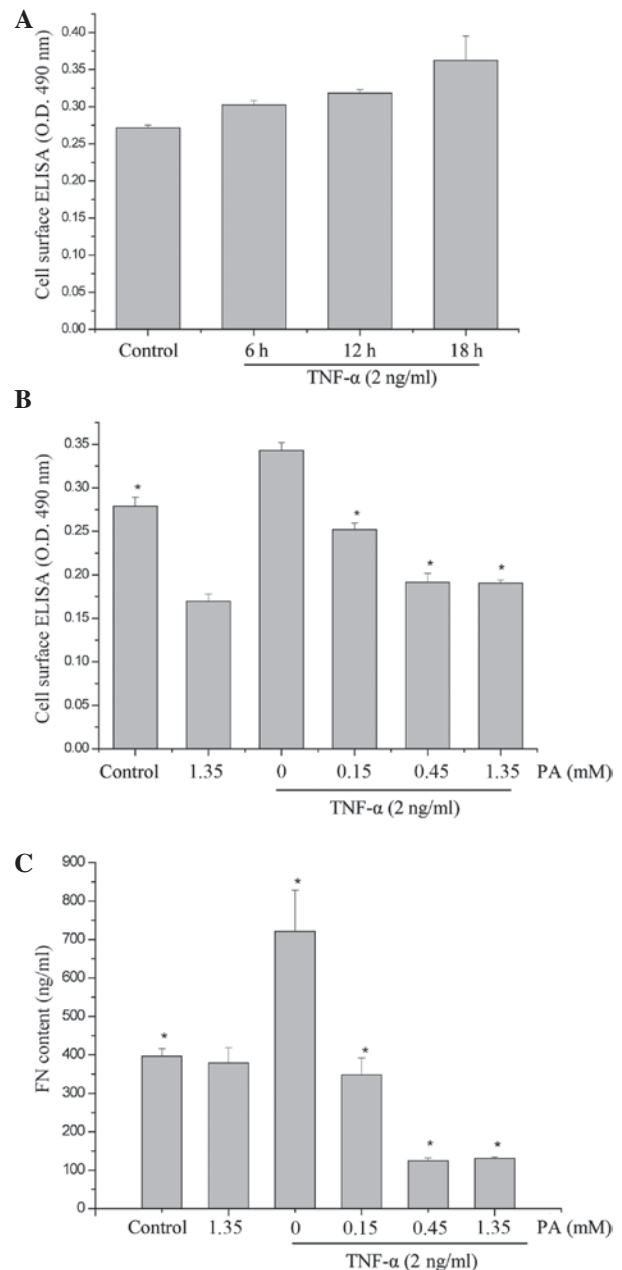 A
Cell surface ELISA (O.D. 490 nm)
0.40
0.35
0.30
0.25
0.20
0.15
0.10
0.05
0.00
Control 6 h 12 h 18 h
TNF-α (2 ng/ml)
B
Cell surface ELISA (O.D. 490 nm)
0.35
0.30
0.25
0.20
0.15
0.10
0.05
0.00
* * * *
Control 1.35 0 0.15 0.45 1.35 PA (mM)
TNF-α (2 ng/ml)
C
FN content (ng/ml)
900
800
700
600
500
400
300
200
100
0
* * * * *
Control 1.35 0 0.15 0.45 1.35 PA (mM)
TNF-α (2 ng/ml)